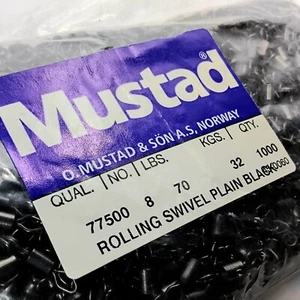 Mustad
O. MUSTAD & SÖN A.S, NORWAY
QUAL. | NO. | LBS. KGS. | QTY.
77500 8 70 32 1000
ROLLING SWIVEL PLAIN BLACK